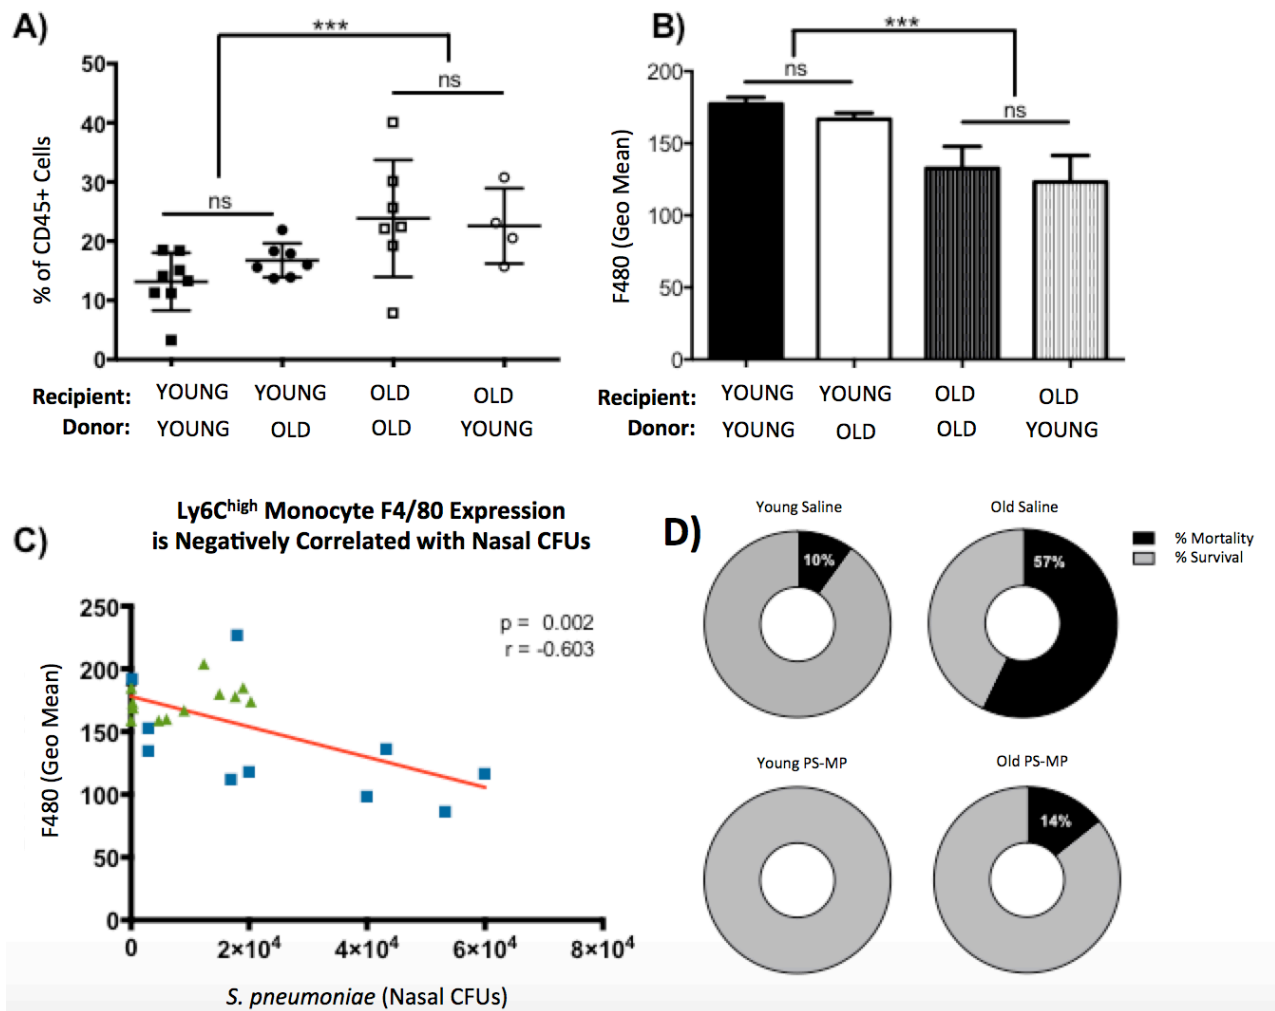 A)
***
ns
ns
50
40
30
20
10
0
% of CD45+ Cells
Recipient: YOUNG YOUNG OLD OLD
Donor: YOUNG OLD OLD YOUNG
B)
***
ns
ns
200
150
100
50
0
F480 (Geo Mean)
Recipient: YOUNG YOUNG OLD OLD
Donor: YOUNG OLD OLD YOUNG
C)
Ly6Cʰⁱᵍʰ Monocyte F4/80 Expression
is Negatively Correlated with Nasal CFUs
p = 0.002
r = -0.603
250
200
150
100
50
0
F480 (Geo Mean)
0 2×10⁴ 4×10⁴ 6×10⁴ 8×10⁴
S. pneumoniae (Nasal CFUs)
D)
Young Saline
10%
Old Saline
57%
% Mortality
% Survival
Young PS-MP
Old PS-MP
14%